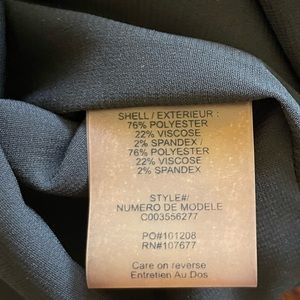 SHELL / EXTERIEUR :
76% POLYESTER
22% VISCOSE
2% SPANDEX /
76% POLYESTER
22% VISCOSE
2% SPANDEX
STYLE#/
NUMERO DE MODELE
C003556277
PO#101208
RN#107677
Care on reverse
Entretien Au Dos